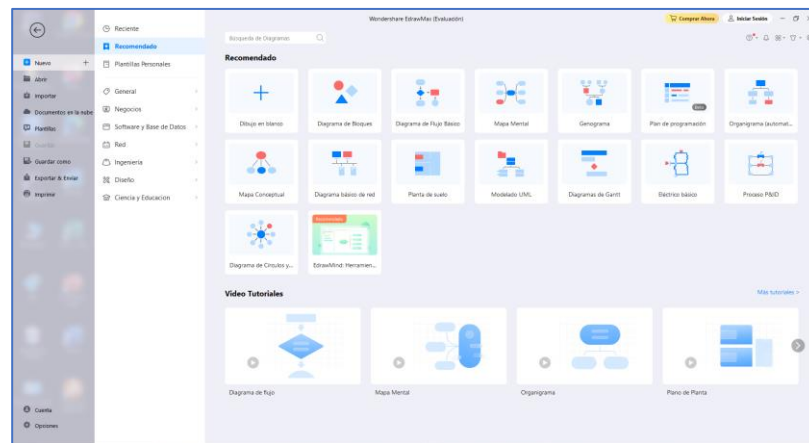 Wondershare EdrawMax (Evaluación)
Comprar Ahora
Iniciar Sesión
Nuevo +
Abrir
Importar
Documentos en la nube
Plantillas
Guardar
Guardar como
Exportar & Enviar
Imprimir
Cuenta
Opciones
Reciente
Recomendado
Plantillas Personales
General
Negocios
Software y Base de Datos
Red
Ingeniería
Diseño
Ciencia y Educacion
Búsqueda de Diagramas
Recomendado
Dibujo en blanco
Diagrama de Bloques
Diagrama de Flujo Básico
Mapa Mental
Genograma
Plan de programación
Organigrama (automat...
Mapa Conceptual
Diagrama básico de red
Planta de suelo
Modelado UML
Diagramas de Gantt
Eléctrico básico
Proceso P&ID
Diagrama de Círculos y...
EdrawMind: Herramien...
Video Tutoriales
Más tutoriales >
Diagrama de flujo
Mapa Mental
Organigrama
Plano de Planta